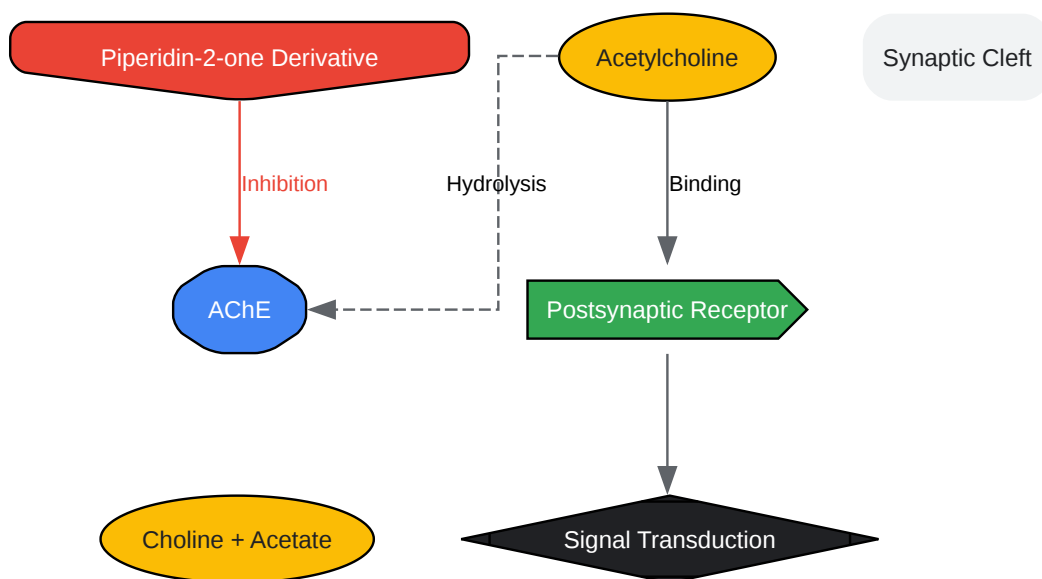 Piperidin-2-one Derivative
Acetylcholine
Synaptic Cleft
Inhibition
Hydrolysis
Binding
AChE
Postsynaptic Receptor
Choline + Acetate
Signal Transduction